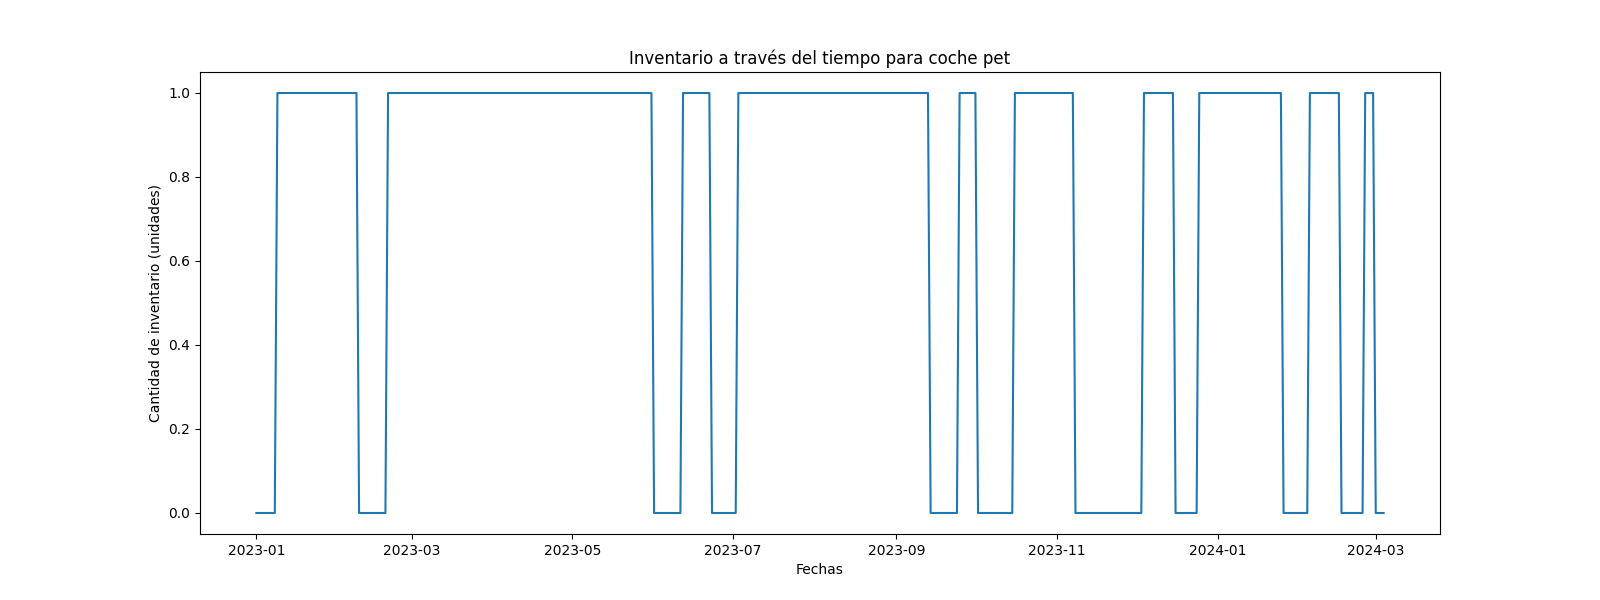 Inventario a través del tiempo para coche pet
Cantidad de inventario (unidades)
1.0
0.8
0.6
0.4
0.2
0.0
2023-01 2023-03 2023-05 2023-07 2023-09 2023-11 2024-01 2024-03
Fechas